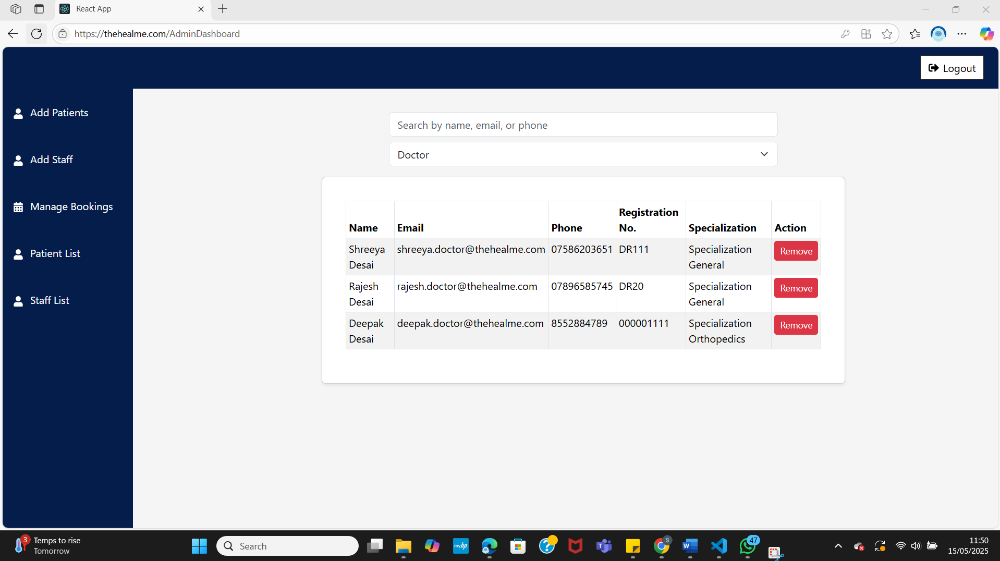 React App
https://thehealme.com/AdminDashboard
Logout
Add Patients
Add Staff
Manage Bookings
Patient List
Staff List
Search by name, email, or phone
Doctor
Name Email Phone Registration No. Specialization Action
Shreeya Desai shreeya.doctor@thehealme.com 07586203651 DR111 Specialization General Remove
Rajesh Desai rajesh.doctor@thehealme.com 07896585745 DR20 Specialization General Remove
Deepak Desai deepak.doctor@thehealme.com 8552884789 000001111 Specialization Orthopedics Remove
3
Temps to rise
Tomorrow
Search
myhp
T
S
W
47
11:50
15/05/2025